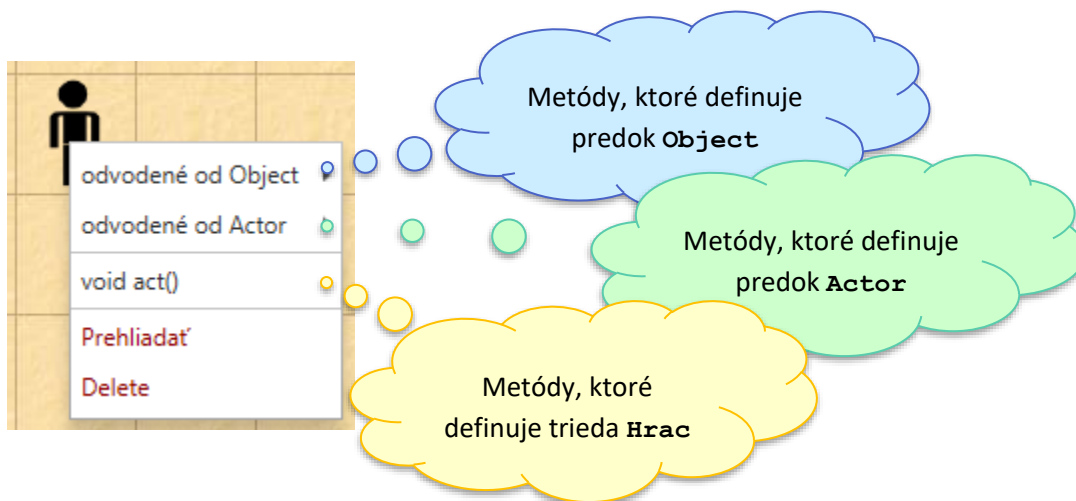 Metódy, ktoré definuje
predok Object
odvodené od Object
odvodené od Actor
Metódy, ktoré definuje
predok Actor
void act()
Prehliadať
Delete
Metódy, ktoré
definuje trieda Hrac